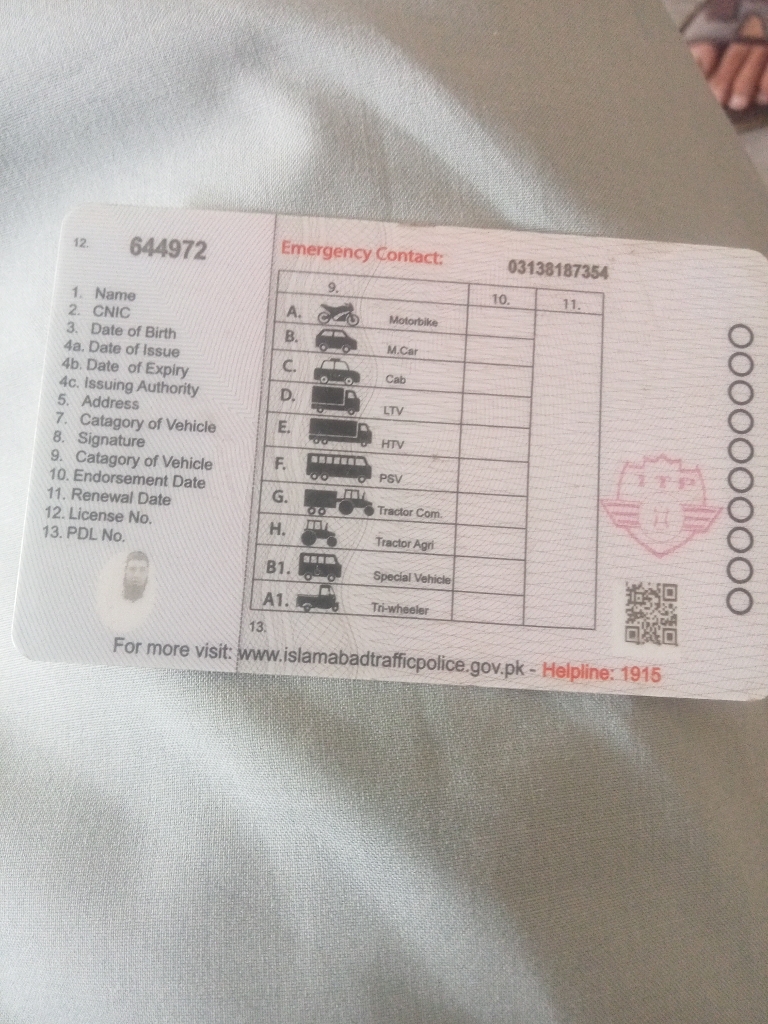 12. 644972
1. Name
2. CNIC
3. Date of Birth
4a. Date of Issue
4b. Date of Expiry
4c. Issuing Authority
5. Address
7. Catagory of Vehicle
8. Signature
9. Catagory of Vehicle
10. Endorsement Date
11. Renewal Date
12. License No.
13. PDL No.
Emergency Contact: 03138187354
9. 10. 11.
A. Motorbike
B. M.Car
C. Cab
D. LTV
E. HTV
F. PSV
G. Tractor Com.
H. Tractor Agri
B1. Special Vehicle
A1. Tri-wheeler
13.
ITP
For more visit: www.islamabadtrafficpolice.gov.pk - Helpline: 1915